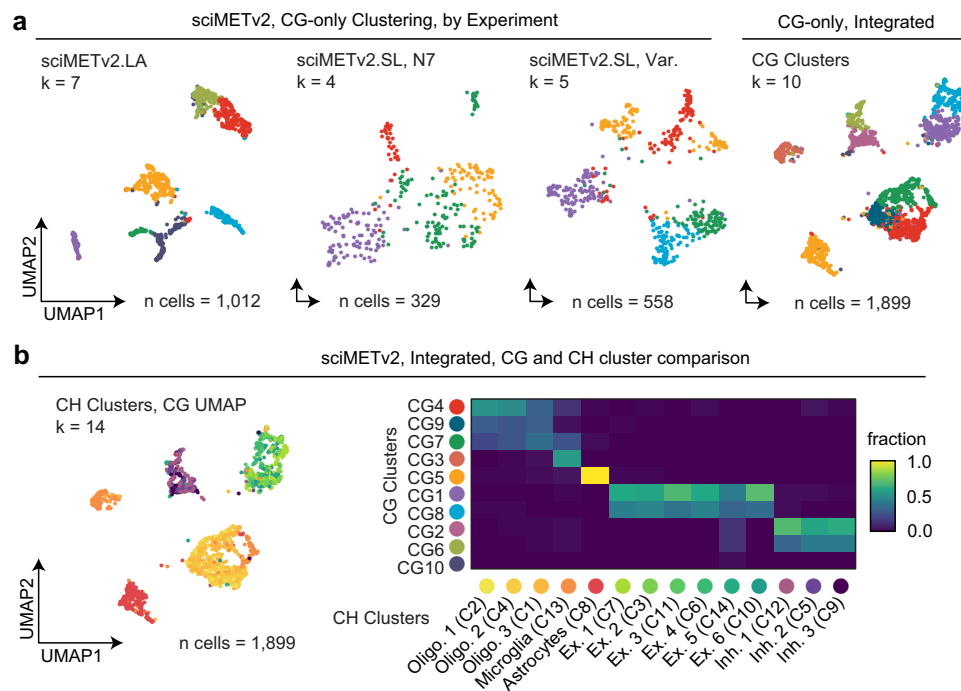 a
sciMETv2, CG-only Clustering, by Experiment
CG-only, Integrated
sciMETv2.LA
k = 7
sciMETv2.SL, N7
k = 4
sciMETv2.SL, Var.
k = 5
CG Clusters
k = 10
UMAP2
UMAP1
n cells = 1,012
n cells = 329
n cells = 558
n cells = 1,899
b
sciMETv2, Integrated, CG and CH cluster comparison
CH Clusters, CG UMAP
k = 14
UMAP2
UMAP1
n cells = 1,899
CG Clusters
CG4
CG9
CG7
CG3
CG5
CG1
CG8
CG2
CG6
CG10
fraction
1.0
0.5
0.0
CH Clusters
Oligo. 1 (C2)
Oligo. 2 (C4)
Oligo. 3 (C1)
Microglia (C13)
Astrocytes (C8)
Ex. 1 (C7)
Ex. 2 (C3)
Ex. 3 (C11)
Ex. 4 (C6)
Ex. 5 (C14)
Ex. 6 (C10)
Inh. 1 (C12)
Inh. 2 (C5)
Inh. 3 (C9)